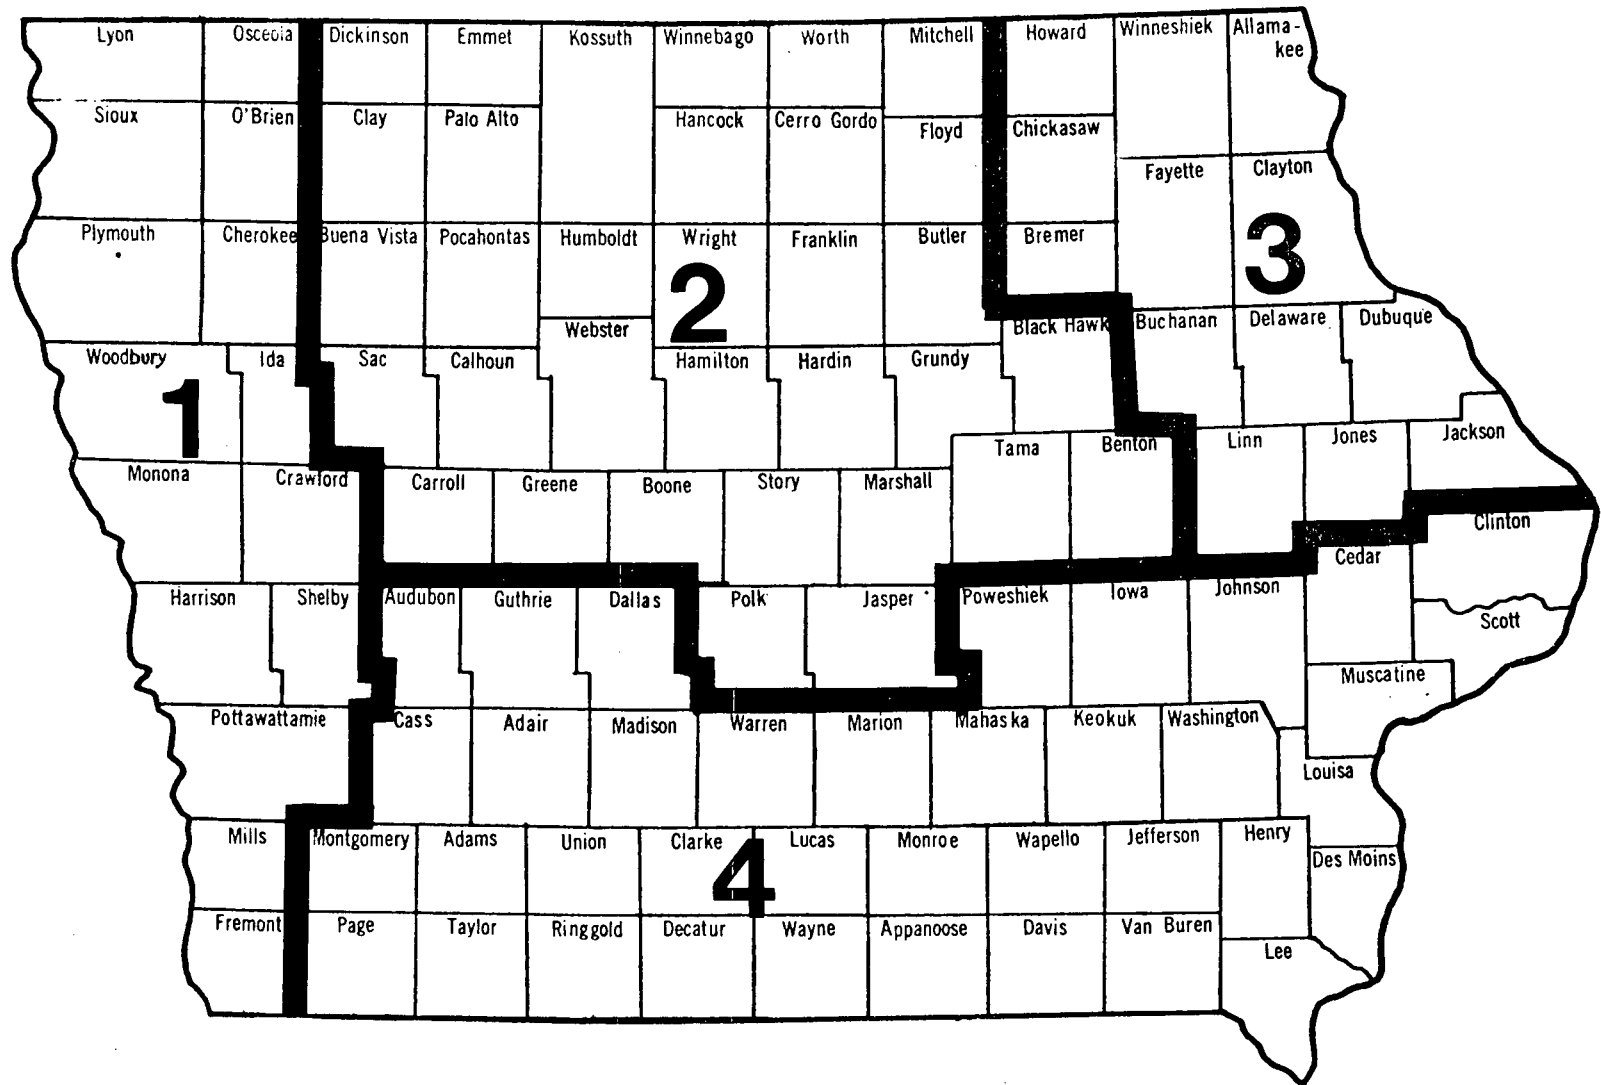 Lyon Osceola Dickinson Emmet Kossuth Winnebago Worth Mitchell Howard Winneshiek Allama-
kee
Sioux O'Brien Clay Palo Alto Hancock Cerro Gordo Floyd Chickasaw
Fayette Clayton
Plymouth Cherokee Buena Vista Pocahontas Humboldt Wright Franklin Butler Bremer
2 3
Webster Black Hawk Buchanan Delaware Dubuque
Woodbury Ida Sac Calhoun Hamilton Hardin Grundy
1
Tama Benton Linn Jones Jackson
Monona Crawford Carroll Greene Boone Story Marshall
Clinton
Cedar
Harrison Shelby Audubon Guthrie Dallas Polk Jasper Poweshiek Iowa Johnson
Scott
Muscatine
Pottawattamie Cass Adair Madison Warren Marion Mahaska Keokuk Washington
Louisa
Mills Montgomery Adams Union Clarke Lucas Monroe Wapello Jefferson Henry
Des Moins
4
Fremont Page Taylor Ringgold Decatur Wayne Appanoose Davis Van Buren
Lee